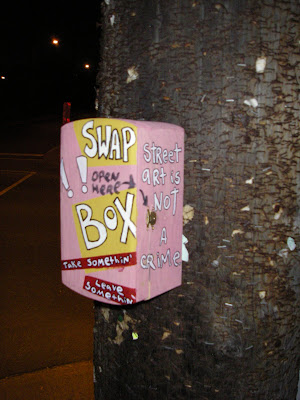 SWAP
!!
OPEN
HERE
BOX
TAKE SOMETHIN'
LEAVE
SOMETHIN'
STREET
ART IS
NOT
A
CRIME